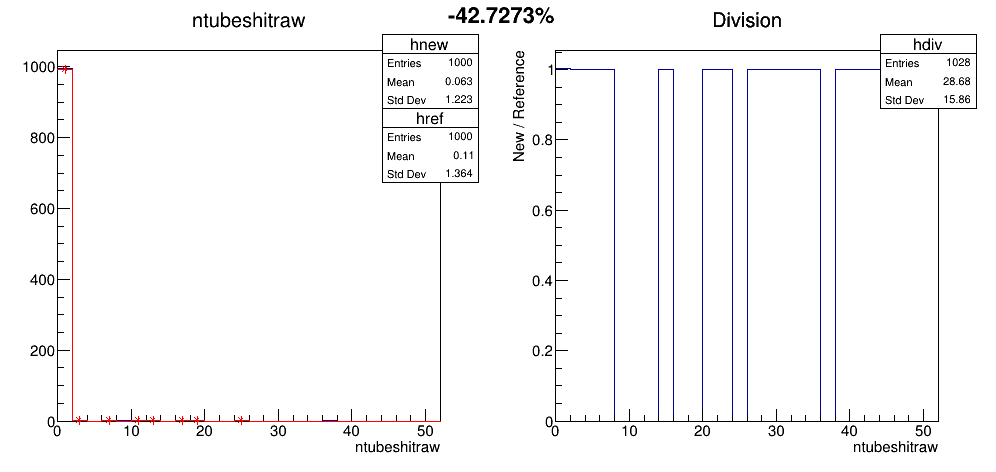 -42.7273%
ntubeshitraw
hnew
Entries 1000
Mean 0.063
Std Dev 1.223
href
Entries 1000
Mean 0.11
Std Dev 1.364
1000
800
600
400
200
0
0 10 20 30 40 50
ntubeshitraw
Division
hdiv
Entries 1028
Mean 28.68
Std Dev 15.86
New / Reference
1
0.8
0.6
0.4
0.2
0
0 10 20 30 40 50
ntubeshitraw